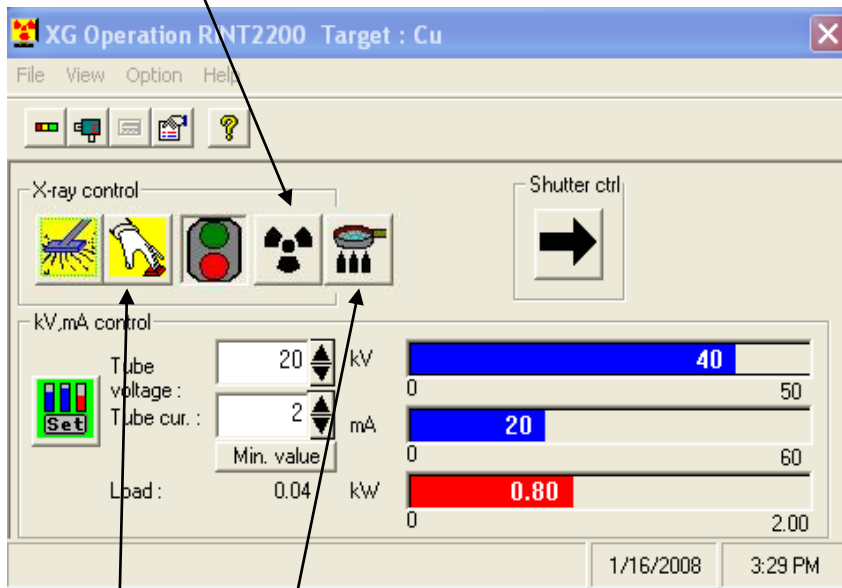 XG Operation RINT2200 Target : Cu
File View Option Help
X-ray control
Shutter ctrl
kV,mA control
Tube voltage :
20
kV
40
0 50
Set
Tube cur. :
2
mA
20
0 60
Min. value
Load :
0.04
kW
0.80
0 2.00
1/16/2008 3:29 PM